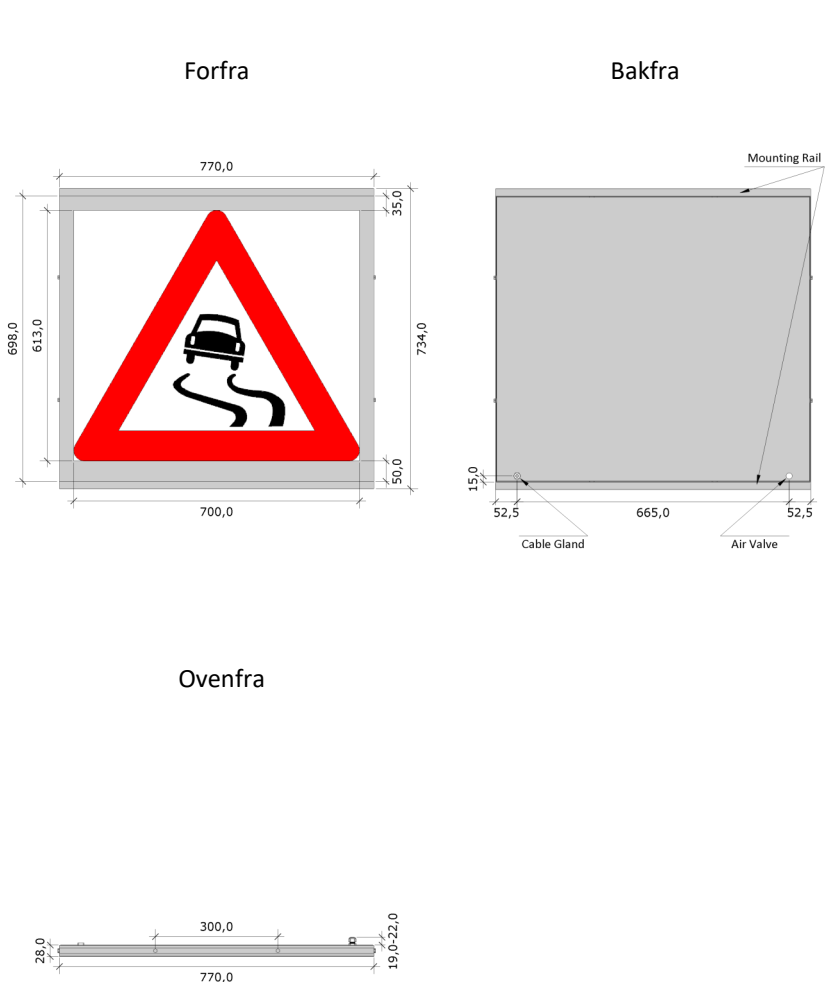 Forfra
Bakfra
Mounting Rail
770,0
35,0
698,0
613,0
734,0
50,0
700,0
15,0
52,5
665,0
52,5
Cable Gland
Air Valve
Ovenfra
300,0
28,0
19,0-22,0
770,0